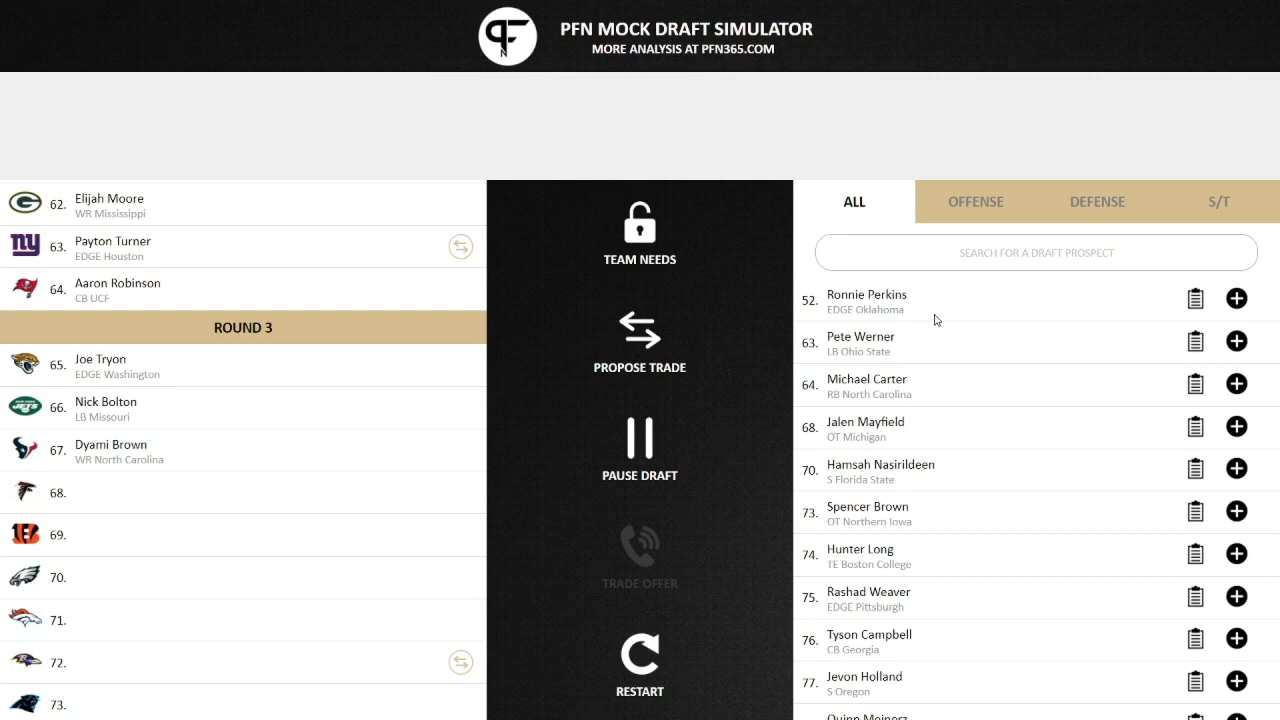 PFN MOCK DRAFT SIMULATOR
MORE ANALYSIS AT PFN365.COM
62. Elijah Moore
WR Mississippi
63. Payton Turner
EDGE Houston
64. Aaron Robinson
CB UCF
ROUND 3
65. Joe Tryon
EDGE Washington
66. Nick Bolton
LB Missouri
67. Dyami Brown
WR North Carolina
68.
69.
70.
71.
72.
73.
TEAM NEEDS
PROPOSE TRADE
PAUSE DRAFT
TRADE OFFER
RESTART
ALL OFFENSE DEFENSE S/T
SEARCH FOR A DRAFT PROSPECT
52. Ronnie Perkins
EDGE Oklahoma
63. Pete Werner
LB Ohio State
64. Michael Carter
RB North Carolina
68. Jalen Mayfield
OT Michigan
70. Hamsah Nasirildeen
S Florida State
73. Spencer Brown
OT Northern Iowa
74. Hunter Long
TE Boston College
75. Rashad Weaver
EDGE Pittsburgh
76. Tyson Campbell
CB Georgia
77. Jevon Holland
S Oregon
Quinn Meinerz